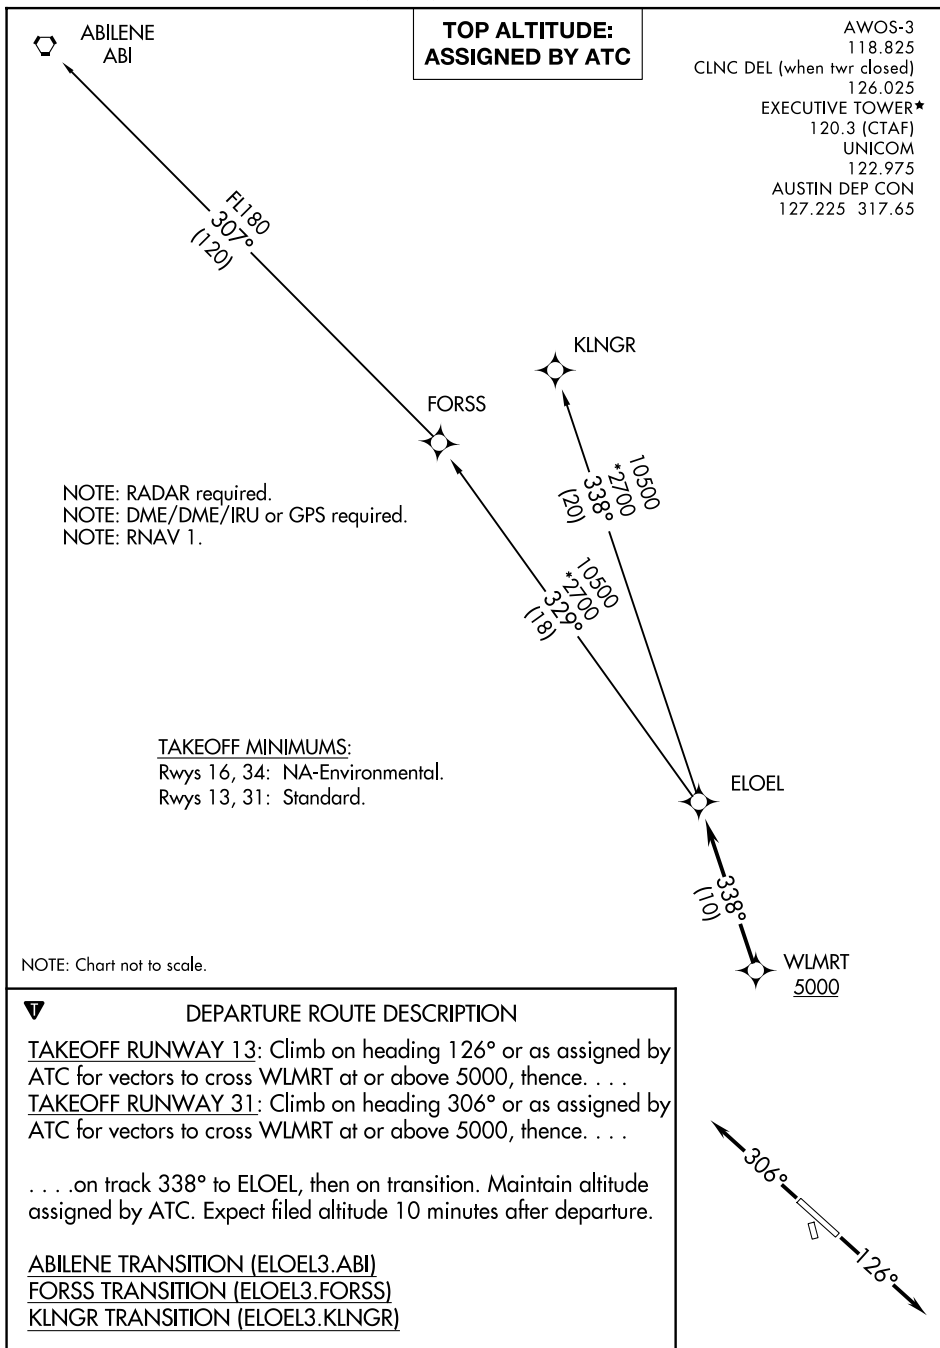 ABILENE
ABI
TOP ALTITUDE:
ASSIGNED BY ATC
AWOS-3
118.825
CLNC DEL (when twr closed)
126.025
EXECUTIVE TOWER★
120.3 (CTAF)
UNICOM
122.975
AUSTIN DEP CON
127.225 317.65
FL180
307°
(120)
KLNGR
FORSS
10500
*2700
338°
(20)
NOTE: RADAR required.
NOTE: DME/DME/IRU or GPS required.
NOTE: RNAV 1.
10500
*2700
329°
(18)
TAKEOFF MINIMUMS:
Rwys 16, 34: NA-Environmental.
Rwys 13, 31: Standard.
ELOEL
338°
(10)
NOTE: Chart not to scale.
WLMRT
5000
T
DEPARTURE ROUTE DESCRIPTION
TAKEOFF RUNWAY 13: Climb on heading 126° or as assigned by
ATC for vectors to cross WLMRT at or above 5000, thence. . . .
TAKEOFF RUNWAY 31: Climb on heading 306° or as assigned by
ATC for vectors to cross WLMRT at or above 5000, thence. . . .
. . . .on track 338° to ELOEL, then on transition. Maintain altitude
assigned by ATC. Expect filed altitude 10 minutes after departure.
ABILENE TRANSITION (ELOEL3.ABI)
FORSS TRANSITION (ELOEL3.FORSS)
KLNGR TRANSITION (ELOEL3.KLNGR)
306°
126°